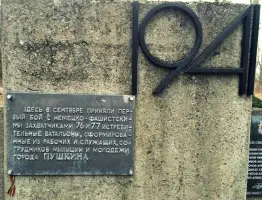 1941
ЗДЕСЬ В СЕНТЯБРЕ ПРИНЯЛИ ПЕР-
ВЫЙ БОЙ С НЕМЕЦКО-ФАШИСТСКИ-
МИ ЗАХВАТЧИКАМИ 76 И 77 ИСТРЕБИ-
ТЕЛЬНЫЕ БАТАЛЬОНЫ, СФОРМИРОВАН-
НЫЕ ИЗ РАБОЧИХ И СЛУЖАЩИХ, СО-
ТРУДНИКОВ МИЛИЦИИ И МОЛОДЕЖИ
ГОРОДА ПУШКИНА